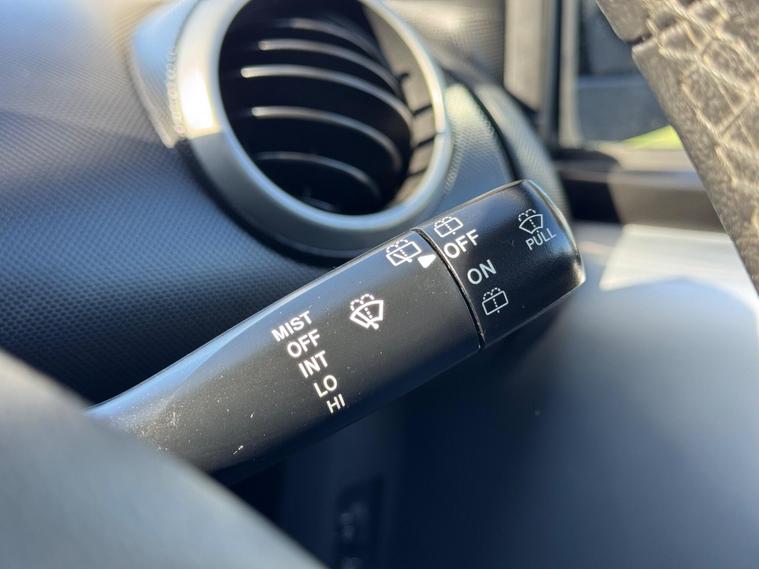 MIST
OFF
INT
LO
HI
OFF
ON
PULL